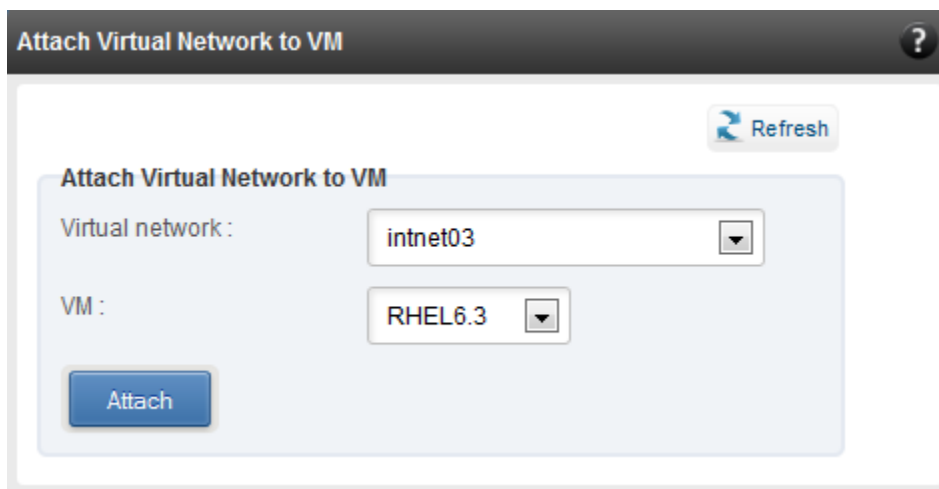 Attach Virtual Network to VM
?
Refresh
Attach Virtual Network to VM
Virtual network :
intnet03
VM :
RHEL6.3
Attach